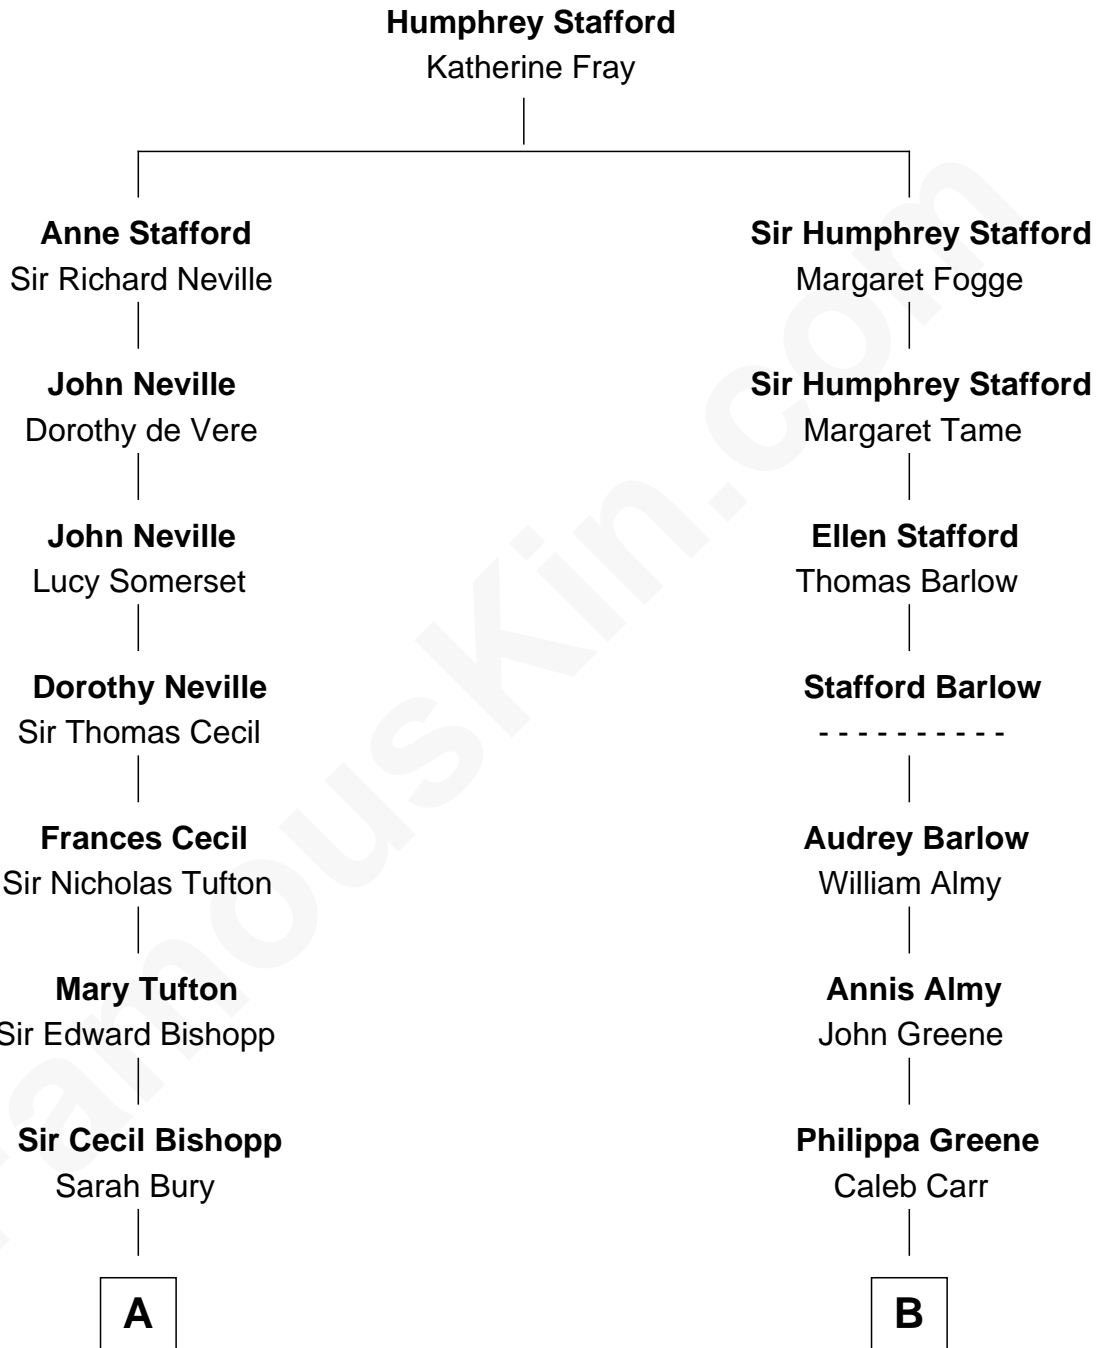 Humphrey Stafford
Katherine Fray
Anne Stafford
Sir Richard Neville
Sir Humphrey Stafford
Margaret Fogge
John Neville
Dorothy de Vere
Sir Humphrey Stafford
Margaret Tame
John Neville
Lucy Somerset
Ellen Stafford
Thomas Barlow
Dorothy Neville
Sir Thomas Cecil
Stafford Barlow
- - - - - - - - - -
Frances Cecil
Sir Nicholas Tufton
Audrey Barlow
William Almy
Mary Tufton
Sir Edward Bishopp
Annis Almy
John Greene
Sir Cecil Bishopp
Sarah Bury
Philippa Greene
Caleb Carr
A
B
FamousKin.com